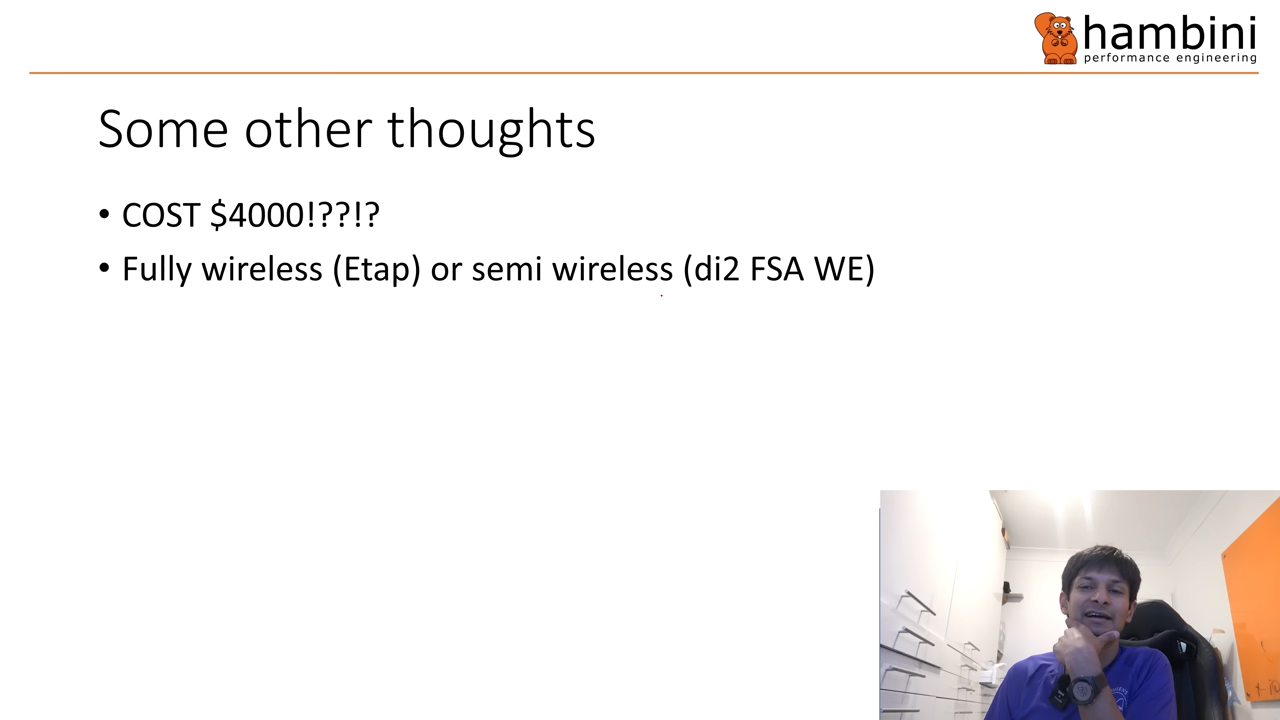 hambini
performance engineering
Some other thoughts
• COST $4000!??!?
• Fully wireless (Etap) or semi wireless (di2 FSA WE)